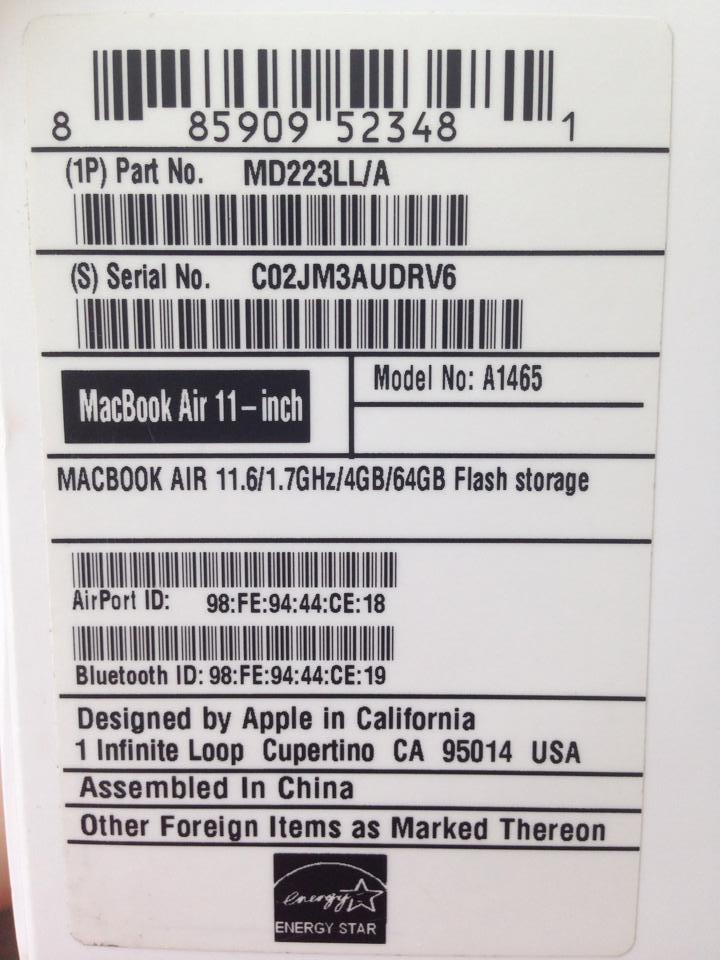 8 85909 52348 1
(1P) Part No. MD223LL/A
(S) Serial No. C02JM3AUDRV6
MacBook Air 11-inch
Model No: A1465
MACBOOK AIR 11.6/1.7GHz/4GB/64GB Flash storage
AirPort ID: 98:FE:94:44:CE:18
Bluetooth ID: 98:FE:94:44:CE:19
Designed by Apple in California
1 Infinite Loop Cupertino CA 95014 USA
Assembled In China
Other Foreign Items as Marked Thereon
energy
ENERGY STAR